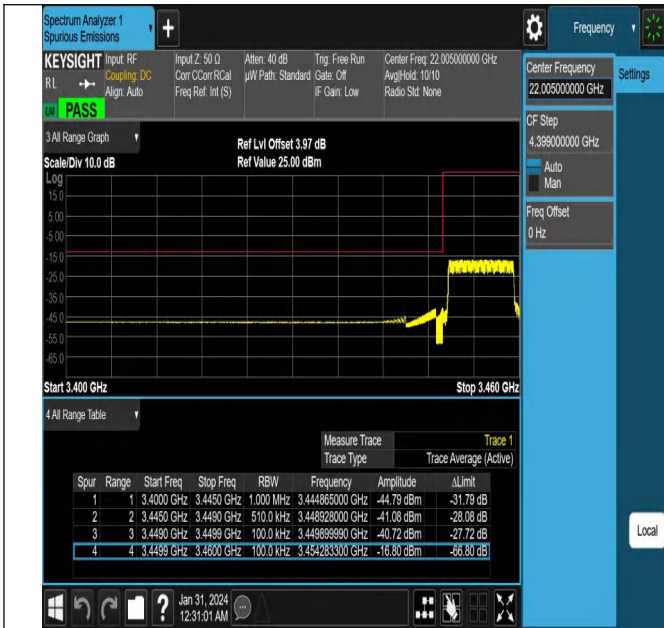 Spectrum Analyzer 1
Spurious Emissions
Frequency
KEYSIGHT
RL
PASS
Input: RF
Coupling: DC
Align: Auto
Input Z: 50 Ω
Corr CCorr RCal
Freq Ref: Int (S)
Atten: 40 dB
µW Path: Standard
Trig: Free Run
Gate: Off
IF Gain: Low
Center Freq: 22.005000000 GHz
Avg|Hold: 10/10
Radio Std: None
Center Frequency
22.005000000 GHz
Settings
CF Step
4.399000000 GHz
Auto
Man
Freq Offset
0 Hz
3 All Range Graph
Ref Lvl Offset 3.97 dB
Scale/Div 10.0 dB
Ref Value 25.00 dBm
Log
15.0
5.00
-5.00
-15.0
-25.0
-35.0
-45.0
-55.0
-65.0
Start 3.400 GHz
Stop 3.460 GHz
4 All Range Table
Measure Trace Trace 1
Trace Type Trace Average (Active)
Spur Range Start Freq Stop Freq RBW Frequency Amplitude ΔLimit
1 1 3.4000 GHz 3.4450 GHz 1.000 MHz 3.444865000 GHz -44.79 dBm -31.79 dB
2 2 3.4450 GHz 3.4490 GHz 510.0 kHz 3.448928000 GHz -41.08 dBm -28.08 dB
3 3 3.4490 GHz 3.4499 GHz 100.0 kHz 3.449899990 GHz -40.72 dBm -27.72 dB
4 4 3.4499 GHz 3.4600 GHz 100.0 kHz 3.454283300 GHz -16.80 dBm -66.80 dB
Local
?
Jan 31, 2024
12:31:01 AM